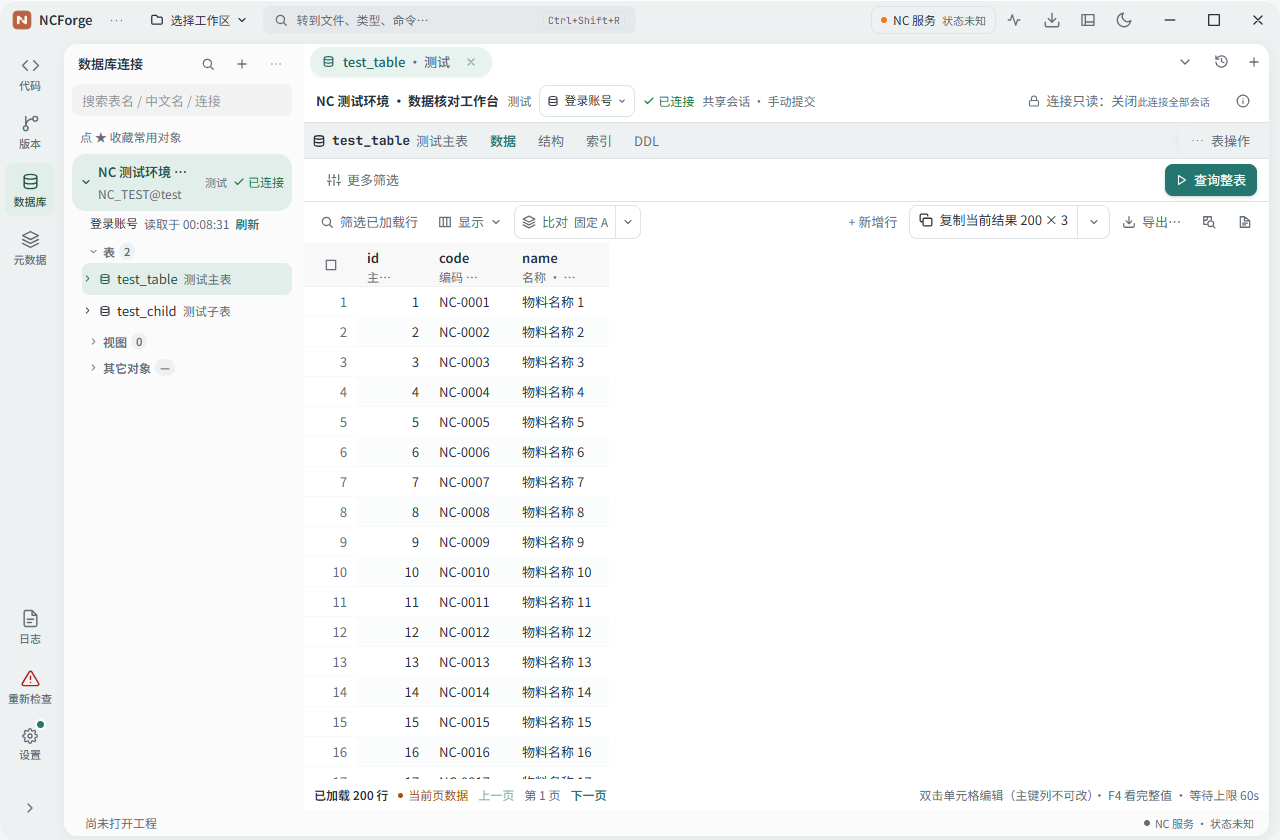 NCForge ··· 选择工作区 转到文件、类型、命令··· Ctrl+Shift+R NC 服务 状态未知
代码
版本
数据库
元数据
日志
重新检查
设置
数据库连接
搜索表名 / 中文名 / 连接
点 ★ 收藏常用对象
NC 测试环境 ··· 测试 已连接
NC_TEST@test
登录账号 读取于 00:08:31 刷新
表 2
test_table 测试主表
test_child 测试子表
视图 0
其它对象 —
test_table • 测试
NC 测试环境 • 数据核对工作台 测试 登录账号 已连接 共享会话 • 手动提交 连接只读：关闭此连接全部会话
test_table 测试主表 数据 结构 索引 DDL ··· 表操作
更多筛选 查询整表
筛选已加载行 显示 比对 固定 A + 新增行 复制当前结果 200 × 3 导出···
id code name
主··· 编码 ··· 名称 • ···
1 1 NC-0001 物料名称 1
2 2 NC-0002 物料名称 2
3 3 NC-0003 物料名称 3
4 4 NC-0004 物料名称 4
5 5 NC-0005 物料名称 5
6 6 NC-0006 物料名称 6
7 7 NC-0007 物料名称 7
8 8 NC-0008 物料名称 8
9 9 NC-0009 物料名称 9
10 10 NC-0010 物料名称 10
11 11 NC-0011 物料名称 11
12 12 NC-0012 物料名称 12
13 13 NC-0013 物料名称 13
14 14 NC-0014 物料名称 14
15 15 NC-0015 物料名称 15
16 16 NC-0016 物料名称 16
已加载 200 行 • 当前页数据 上一页 第 1 页 下一页 双击单元格编辑（主键列不可改）• F4 看完整值 • 等待上限 60s
尚未打开工程 NC 服务 • 状态未知